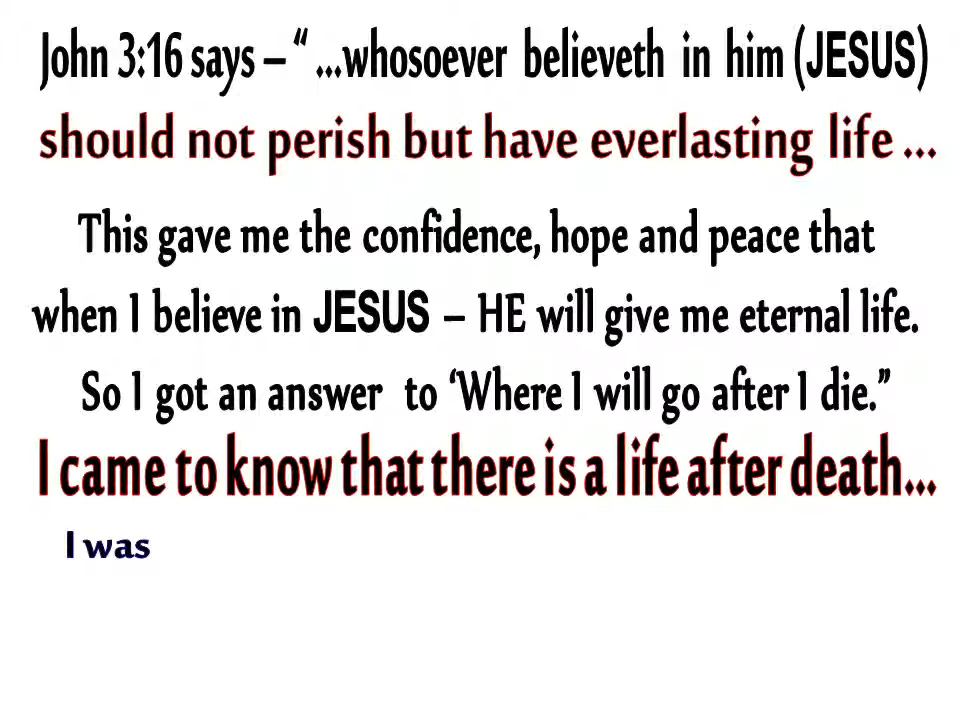 John 3:16 says – “ ...whosoever believeth in him (JESUS)
should not perish but have everlasting life ...
This gave me the confidence, hope and peace that
when I believe in JESUS – HE will give me eternal life.
So I got an answer to ‘Where I will go after I die.”
I came to know that there is a life after death...
I was